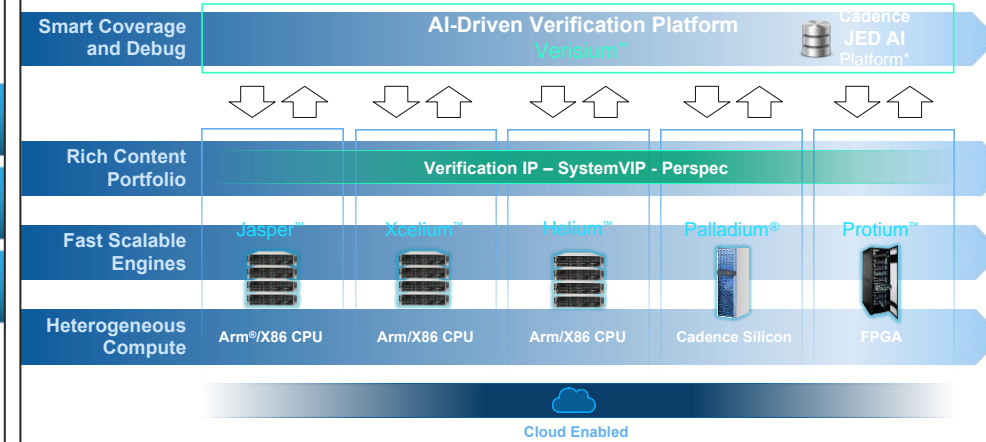 Smart Coverage
and Debug
AI-Driven Verification Platform
Verisium™
Cadence
JED AI
Platform*
Rich Content
Portfolio
Verification IP – SystemVIP - Perspec
Fast Scalable
Engines
Jasper™
Xcelium™
Helium™
Palladium®
Protium™
Heterogeneous
Compute
Arm®/X86 CPU
Arm/X86 CPU
Arm/X86 CPU
Cadence Silicon
FPGA
Cloud Enabled